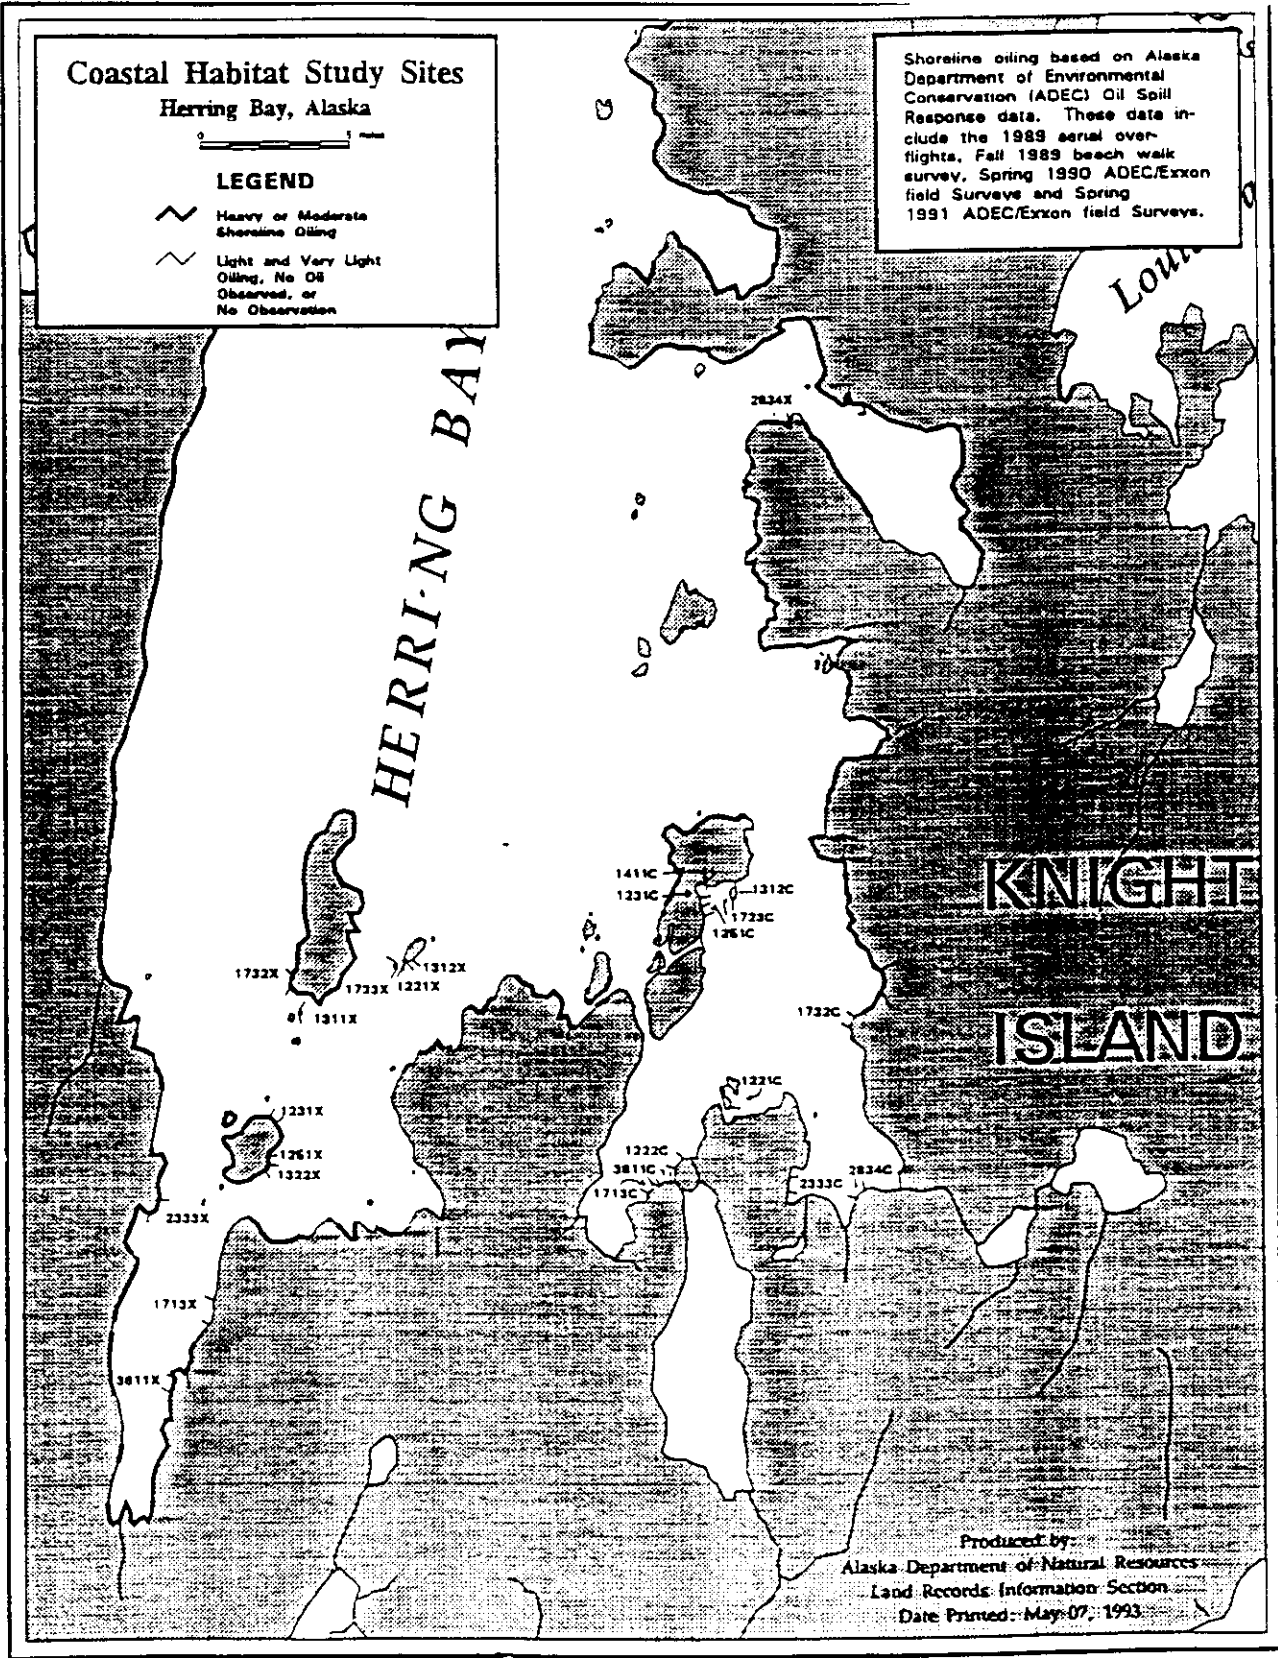 Coastal Habitat Study Sites
Herring Bay, Alaska
0
1
LEGEND
Heavy or Moderate
Shoreline Oiling
Light and Very Light
Oiling, No Oil
Observed, or
No Observation
Shoreline oiling based on Alaska
Department of Environmental
Conservation (ADEC) Oil Spill
Response data. These data in-
clude the 1989 aerial over-
flights, Fall 1989 beach walk
survey, Spring 1990 ADEC/Exxon
field Surveys and Spring
1991 ADEC/Exxon field Surveys.
HERRING BAY
2834X
KNIGHT
ISLAND
1411C
1231C
1312C
1723C
1251C
1732X
1723X
1312X
1221X
1311X
1732C
1221C
1231X
1251X
1322X
1222C
3811C
1713C
2834C
2333C
2333X
1713X
3811X
Produced by:
Alaska Department of Natural Resources
Land Records Information Section
Date Printed: May 07, 1993